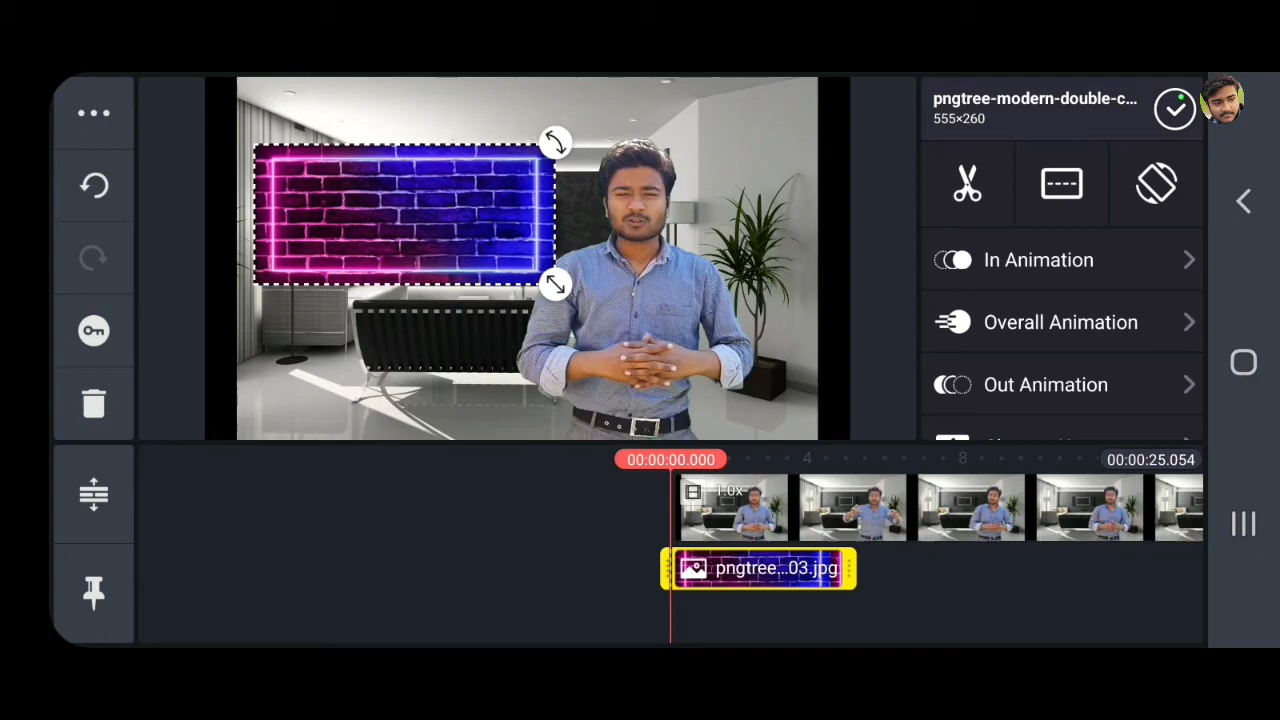 pngtree-modern-double-c...
555×260
In Animation
Overall Animation
Out Animation
00:00:00.000
4
8
00:00:25.054
1.0x
pngtree...03.jpg